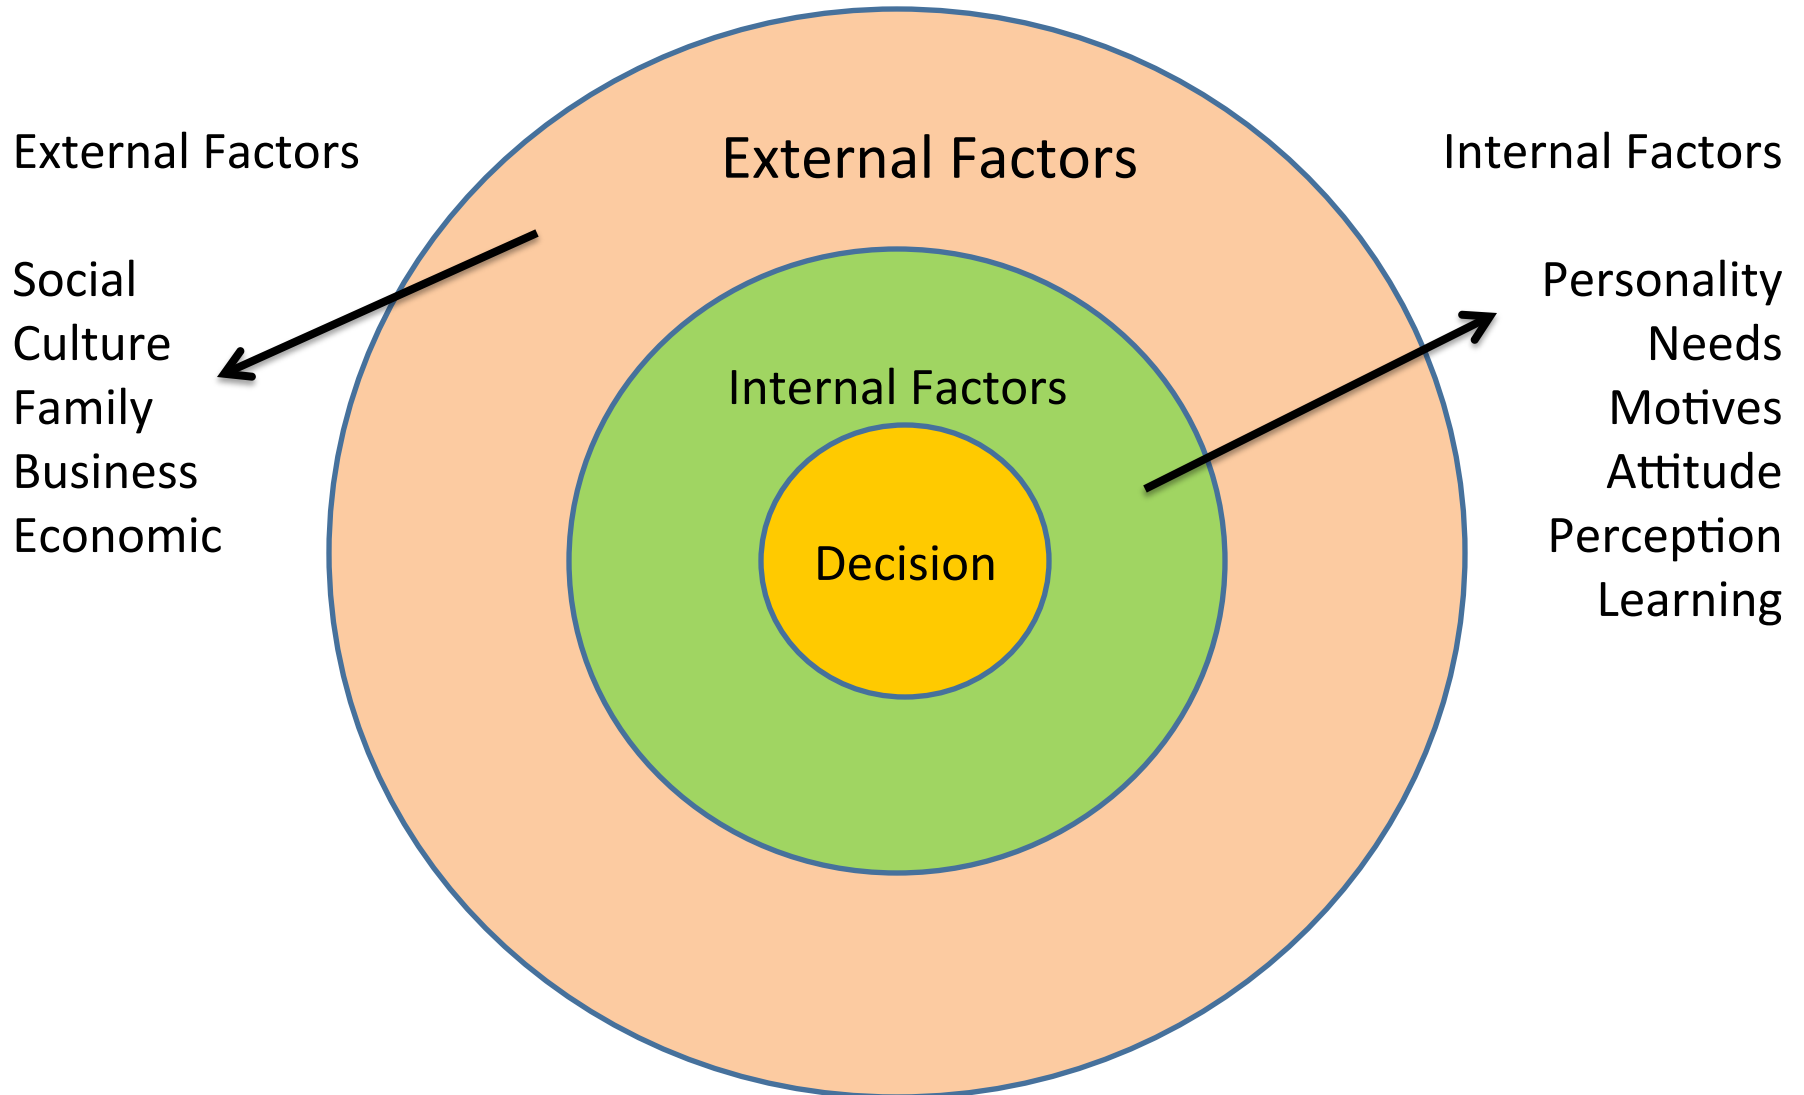 External Factors
Social
Culture
Family
Business
Economic
External Factors
Internal Factors
Decision
Internal Factors
Personality
Needs
Motives
Attitude
Perception
Learning